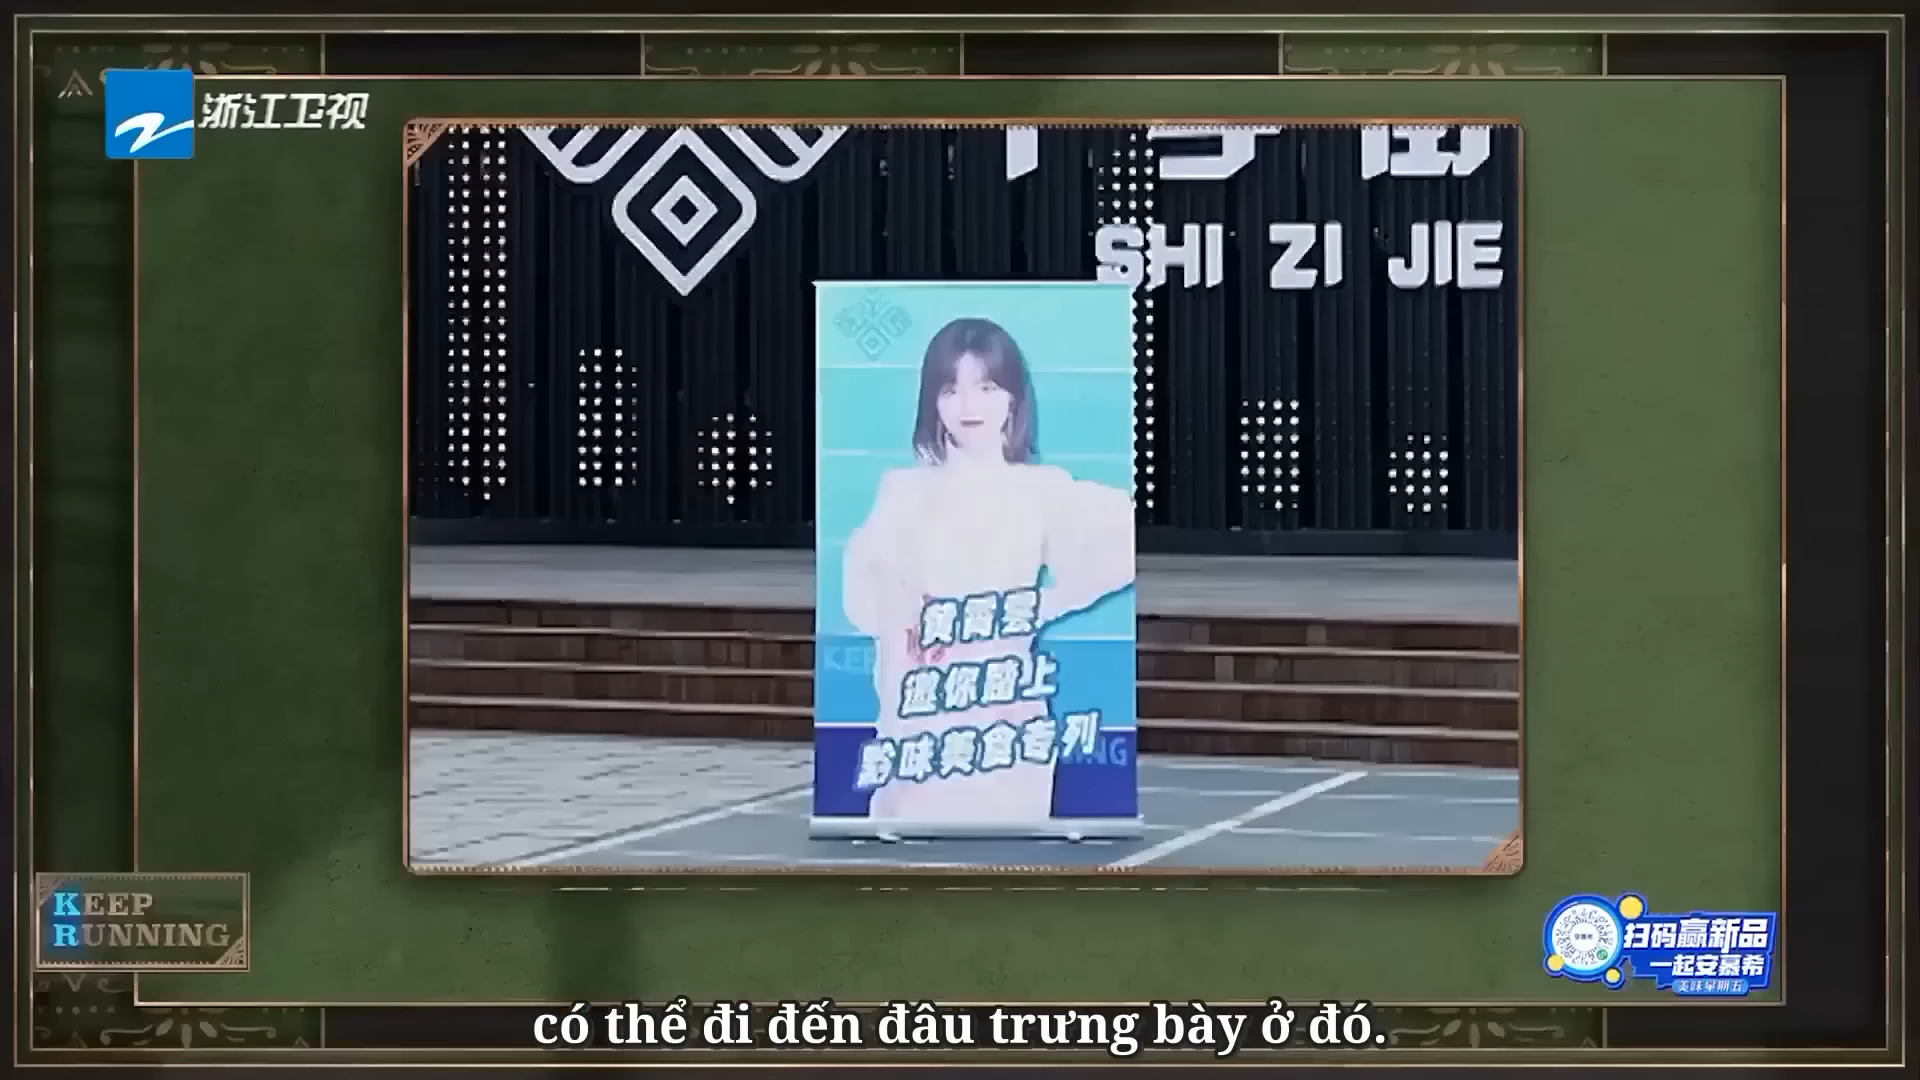 浙江卫视
SHI ZI JIE
黄霄雲
邀你踏上
黔味美食专列
KEEP
RUNNING
扫码赢新品
一起安慕希
美味星期五
có thể đi đến đâu trưng bày ở đó.